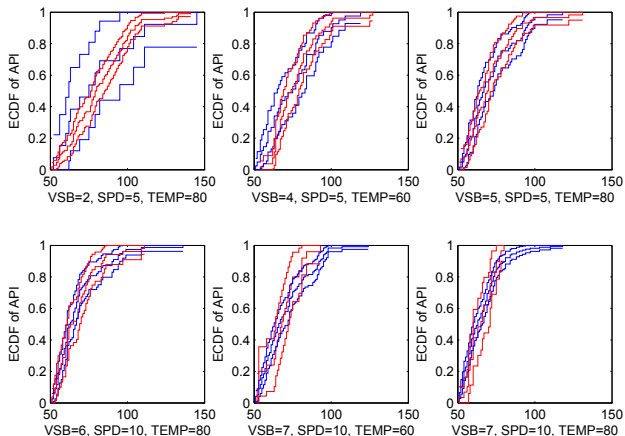 1
0.8
0.6
0.4
0.2
0
ECDF of API
50 100 150
VSB=2, SPD=5, TEMP=80
1
0.8
0.6
0.4
0.2
0
ECDF of API
50 100 150
VSB=4, SPD=5, TEMP=60
1
0.8
0.6
0.4
0.2
0
ECDF of API
50 100 150
VSB=5, SPD=5, TEMP=80
1
0.8
0.6
0.4
0.2
0
ECDF of API
50 100 150
VSB=6, SPD=10, TEMP=80
1
0.8
0.6
0.4
0.2
0
ECDF of API
50 100 150
VSB=7, SPD=10, TEMP=60
1
0.8
0.6
0.4
0.2
0
ECDF of API
50 100 150
VSB=7, SPD=10, TEMP=80